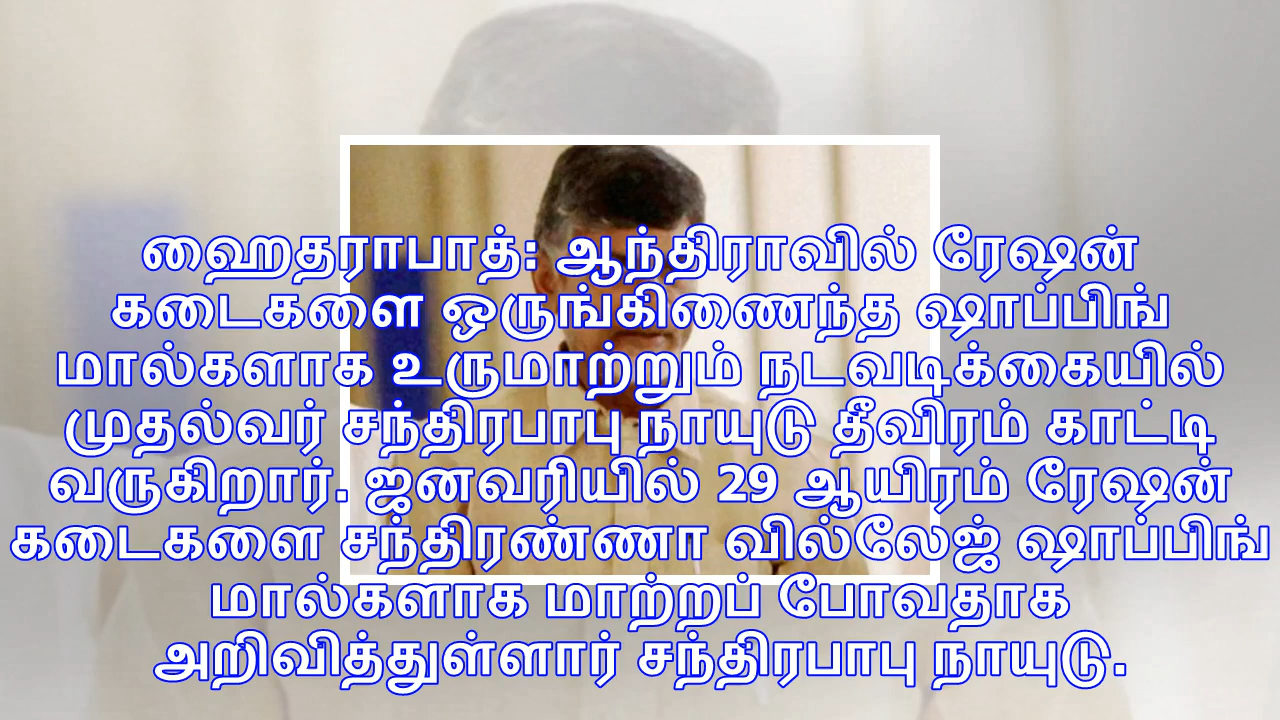 ஹைதராபாத்: ஆந்திராவில் ரேஷன்
கடைகளை ஒருங்கிணைந்த ஷாப்பிங்
மால்களாக உருமாற்றும் நடவடிக்கையில்
முதல்வர் சந்திரபாபு நாயுடு தீவிரம் காட்டி
வருகிறார். ஜனவரியில் 29 ஆயிரம் ரேஷன்
கடைகளை சந்திரண்ணா வில்லேஜ் ஷாப்பிங்
மால்களாக மாற்றப் போவதாக
அறிவித்துள்ளார் சந்திரபாபு நாயுடு.